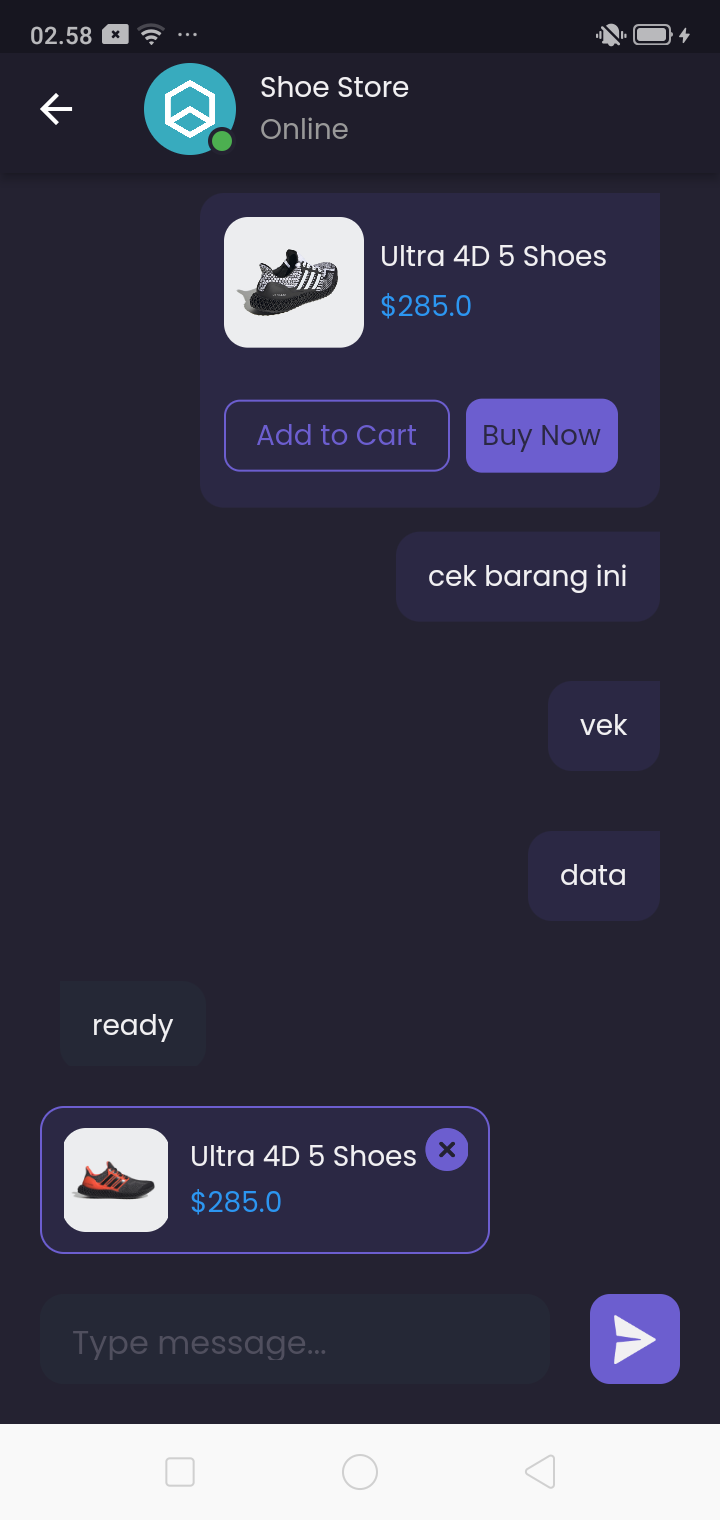 02.58
Shoe Store
Online
Ultra 4D 5 Shoes
$285.0
Add to Cart
Buy Now
cek barang ini
vek
data
ready
Ultra 4D 5 Shoes
$285.0
Type message...